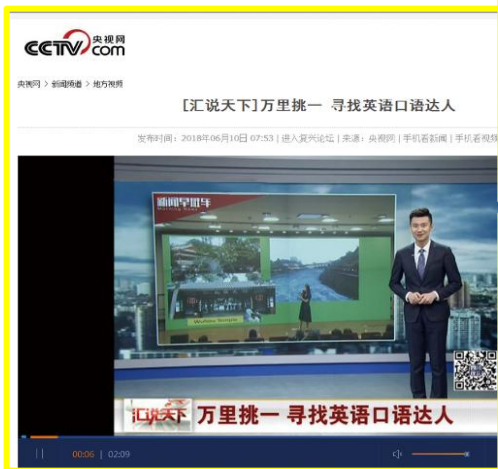 CCTV 央视网
com
央视网 > 新闻频道 > 地方视频
[汇说天下]万里挑一 寻找英语口语达人
发布时间：2018年06月10日 07:53 | 进入复兴论坛 | 来源：央视网 | 手机看新闻 | 手机看视频
新闻早班车
汇说天下 万里挑一 寻找英语口语达人
00:06 | 02:09